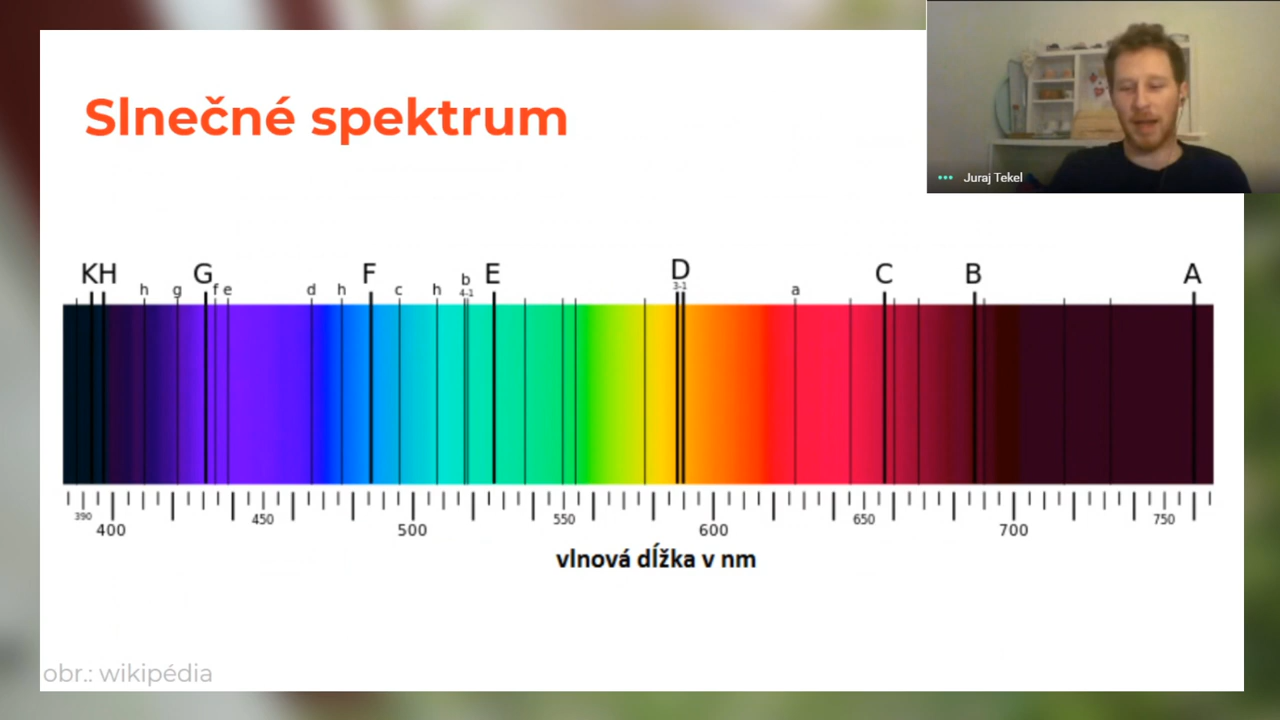 Slnečné spektrum
Juraj Tekel
KH h g G f e d h F c h b 4-1 E D 3-1 a C B A
390 400 450 500 550 600 650 700 750
vlnová dĺžka v nm
obr.: wikipédia